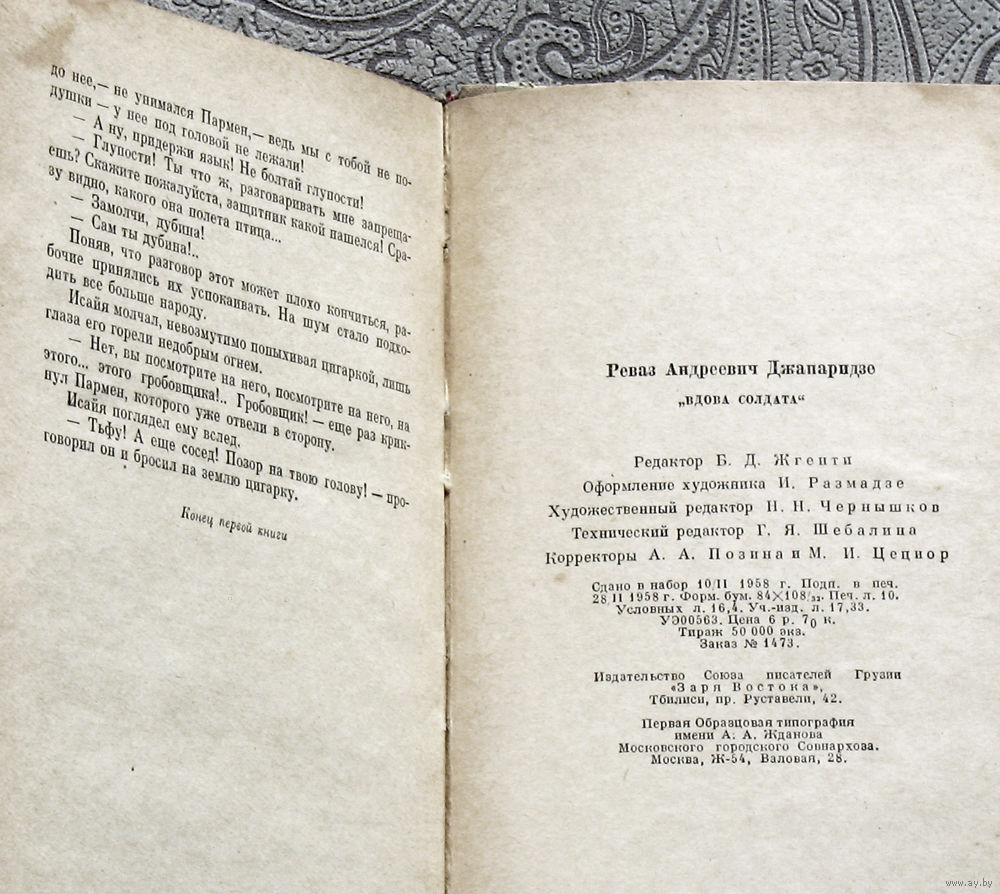 до нее,— не унимался Пармен,— ведь мы с тобой не по-
душки — у нее под головой не лежали!
— А ну, придержи язык! Не болтай глупости!
— Глупости! Ты что ж, разговаривать мне запреща-
ешь? Скажите пожалуйста, защитник какой нашелся! Сра-
зу видно, какого она полета птица...
— Замолчи, дубина!
— Сам ты дубина!..
Поняв, что разговор этот может плохо кончиться, ра-
бочие принялись их успокаивать. На шум стало подхо-
дить все больше народу.
Исайя молчал, невозмутимо попыхивая цигаркой, лишь
глаза его горели недобрым огнем.
— Нет, вы посмотрите на него, посмотрите на него, на
этого... этого гробовщика!.. Гробовщик! — еще раз крик-
нул Пармен, которого уже отвели в сторону.
Исайя поглядел ему вслед.
— Тьфу! А еще сосед! Позор на твою голову! — про-
говорил он и бросил на землю цигарку.
Конец первой книги
Реваз Андреевич Джапаридзе
„ВДОВА СОЛДАТА“
Редактор Б. Д. Жгенти
Оформление художника И. Размадзе
Художественный редактор Н. Н. Чернышков
Технический редактор Г. Я. Шебалина
Корректоры А. А. Позина и М. И. Цециор
Сдано в набор 10/II 1958 г. Подп. в печ.
28/II 1958 г. Форм. бум. 84×108/32. Печ. л. 10.
Условных л. 16,4. Уч.-изд. л. 17,33.
УЭ00563. Цена 6 р. 70 к.
Тираж 50 000 экз.
Заказ № 1473.
Издательство Союза писателей Грузии
«Заря Востока»,
Тбилиси, пр. Руставели, 42.
Первая Образцовая типография
имени А. А. Жданова
Московского городского Совнархоза.
Москва, Ж-54, Валовая, 28.
www.ay.by